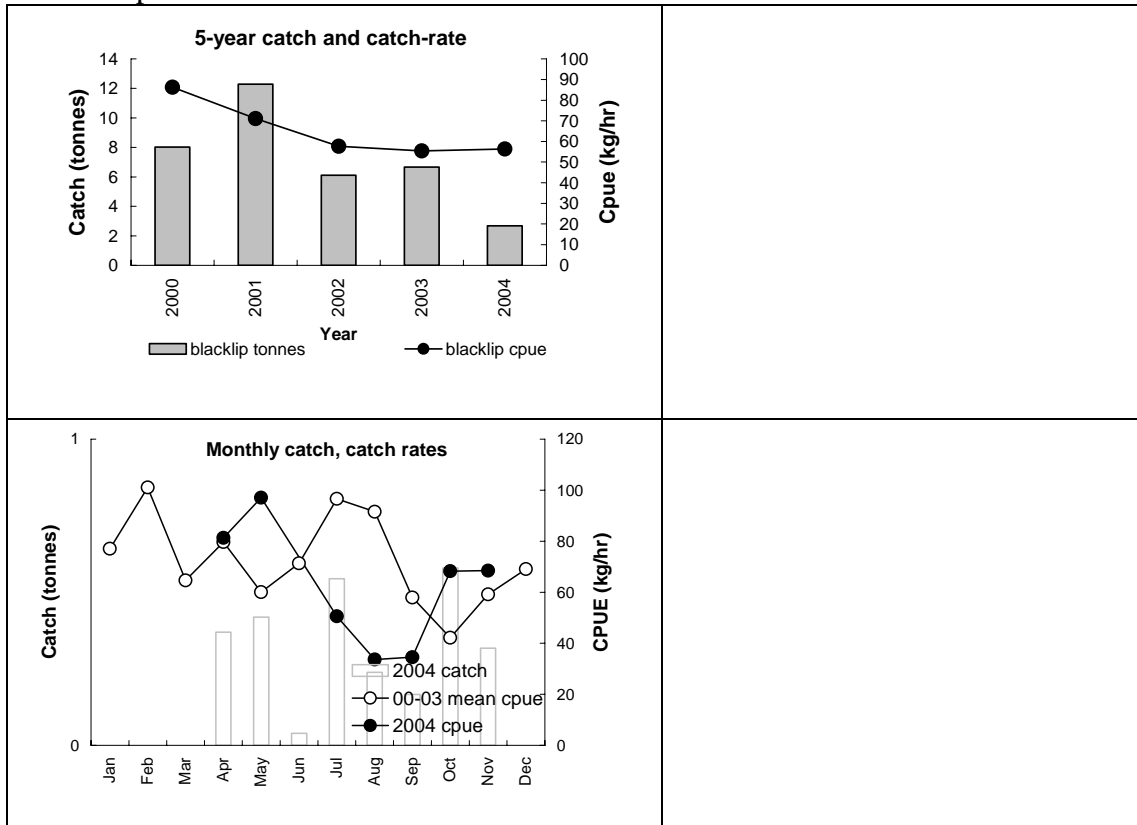 5-year catch and catch-rate
14
12
10
8
6
4
2
0
Catch (tonnes)
100
90
80
70
60
50
40
30
20
10
0
Cpue (kg/hr)
2000
2001
2002
2003
2004
Year
blacklip tonnes
blacklip cpue
Monthly catch, catch rates
1
0
Catch (tonnes)
120
100
80
60
40
20
0
CPUE (kg/hr)
2004 catch
00-03 mean cpue
2004 cpue
Jan
Feb
Mar
Apr
May
Jun
Jul
Aug
Sep
Oct
Nov
Dec